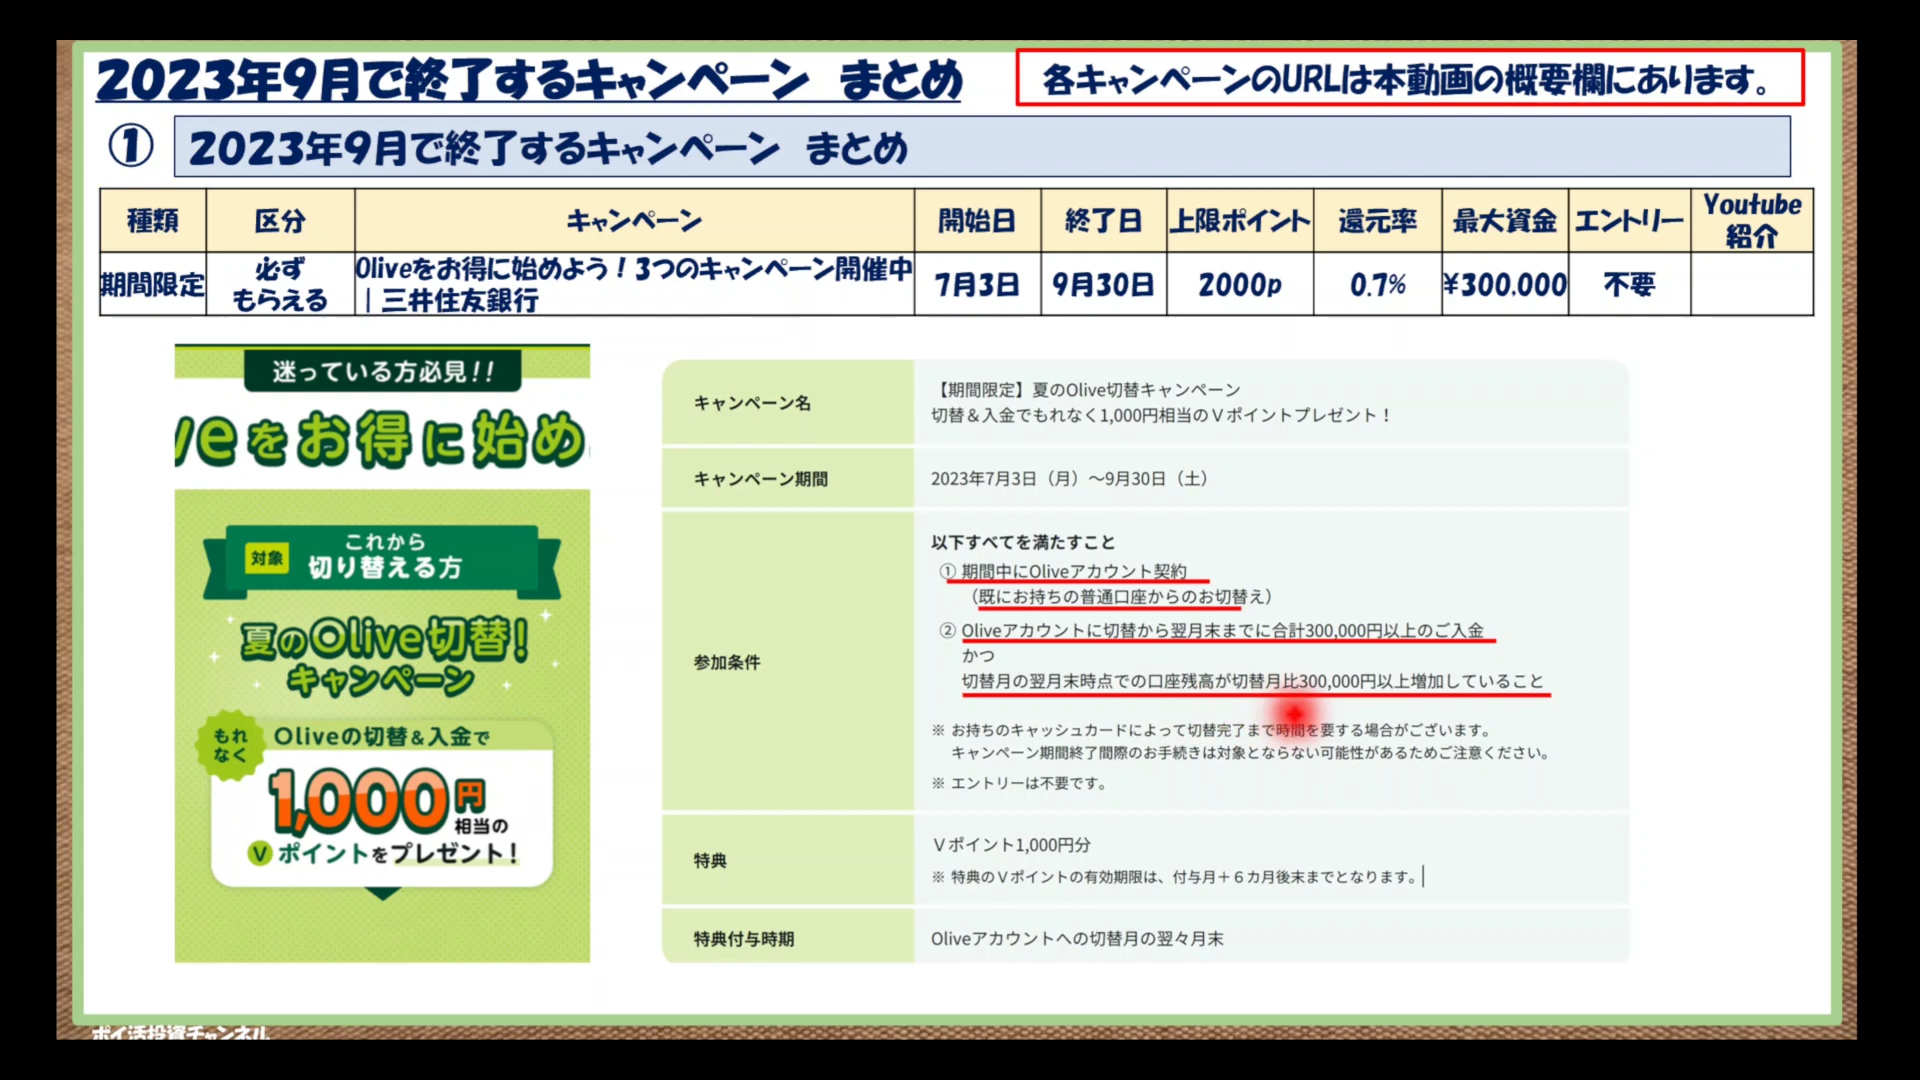 2023年9月で終了するキャンペーン まとめ
各キャンペーンのURLは本動画の概要欄にあります。
① 2023年9月で終了するキャンペーン まとめ
種類 区分 キャンペーン 開始日 終了日 上限ポイント 還元率 最大資金 エントリー Youtube
紹介
期間限定 必ず
もらえる
Oliveをお得に始めよう！3つのキャンペーン開催中
｜三井住友銀行
7月3日 9月30日 2000p 0.7% ¥300,000 不要
迷っている方必見!!
veをお得に始め
対象 これから
切り替える方
夏のOlive切替!
キャンペーン
もれ
なく
Oliveの切替&入金で
1,000円
相当の
Vポイントをプレゼント!
キャンペーン名
【期間限定】夏のOlive切替キャンペーン
切替＆入金でもれなく1,000円相当のＶポイントプレゼント！
キャンペーン期間
2023年7月3日（月）～9月30日（土）
参加条件
以下すべてを満たすこと
① 期間中にOliveアカウント契約
（既にお持ちの普通口座からのお切替え）
② Oliveアカウントに切替から翌月末までに合計300,000円以上のご入金
かつ
切替月の翌月末時点での口座残高が切替月比300,000円以上増加していること
※ お持ちのキャッシュカードによって切替完了まで時間を要する場合がございます。
キャンペーン期間終了間際のお手続きは対象とならない可能性があるためご注意ください。
※ エントリーは不要です。
特典
Ｖポイント1,000円分
※ 特典のＶポイントの有効期限は、付与月＋６カ月後末までとなります。
特典付与時期
Oliveアカウントへの切替月の翌々月末
ポイ活投資チャンネル